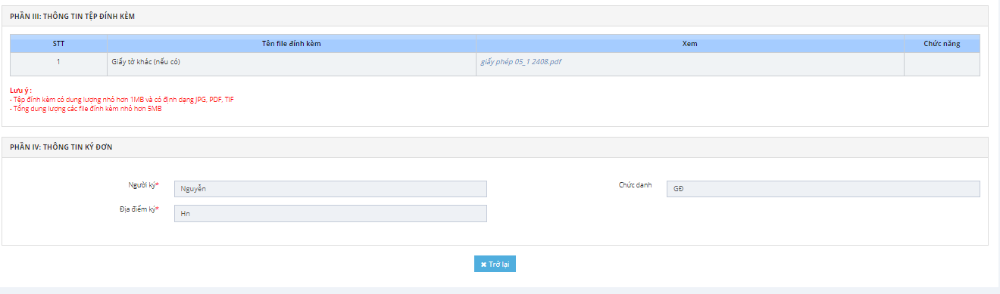 PHẦN III: THÔNG TIN TỆP ĐÍNH KÈM
STT Tên file đính kèm Xem Chức năng
1 Giấy tờ khác (nếu có) giấy phép 05_1 2408.pdf
Lưu ý :
- Tệp đính kèm có dung lượng nhỏ hơn 1MB và có định dạng JPG, PDF, TIF
- Tổng dung lượng các file đính kèm nhỏ hơn 5MB
PHẦN IV: THÔNG TIN KÝ ĐƠN
Người ký* Nguyễn Chức danh GĐ
Địa điểm ký* Hn
✖ Trở lại